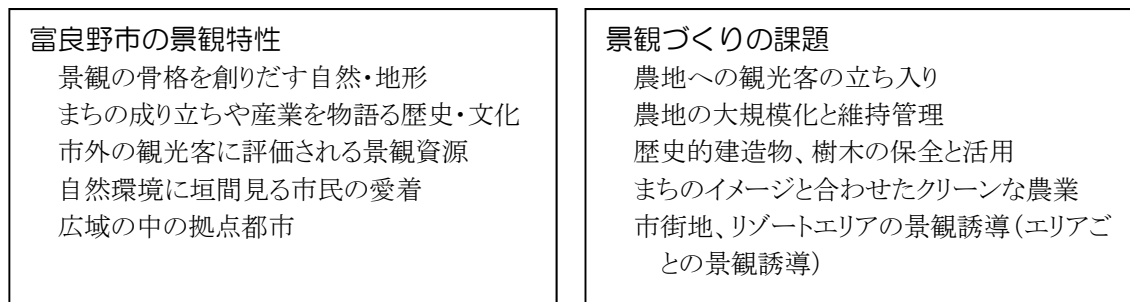 富良野市の景観特性
景観の骨格を創りだす自然・地形
まちの成り立ちや産業を物語る歴史・文化
市外の観光客に評価される景観資源
自然環境に垣間見る市民の愛着
広域の中の拠点都市
景観づくりの課題
農地への観光客の立ち入り
農地の大規模化と維持管理
歴史的建造物、樹木の保全と活用
まちのイメージと合わせたクリーンな農業
市街地、リゾートエリアの景観誘導（エリアご
との景観誘導）